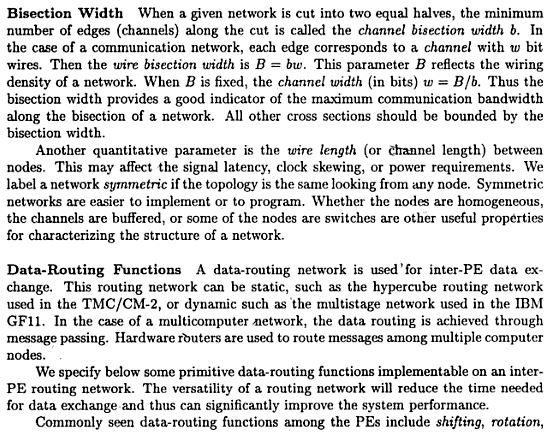 Bisection Width When a given network is cut into two equal halves, the minimum
number of edges (channels) along the cut is called the channel bisection width b. In
the case of a communication network, each edge corresponds to a channel with w bit
wires. Then the wire bisection width is B = bw. This parameter B reflects the wiring
density of a network. When B is fixed, the channel width (in bits) w = B/b. Thus the
bisection width provides a good indicator of the maximum communication bandwidth
along the bisection of a network. All other cross sections should be bounded by the
bisection width.
Another quantitative parameter is the wire length (or channel length) between
nodes. This may affect the signal latency, clock skewing, or power requirements. We
label a network symmetric if the topology is the same looking from any node. Symmetric
networks are easier to implement or to program. Whether the nodes are homogeneous,
the channels are buffered, or some of the nodes are switches are other useful properties
for characterizing the structure of a network.
Data-Routing Functions A data-routing network is used for inter-PE data ex-
change. This routing network can be static, such as the hypercube routing network
used in the TMC/CM-2, or dynamic such as the multistage network used in the IBM
GF11. In the case of a multicomputer network, the data routing is achieved through
message passing. Hardware routers are used to route messages among multiple computer
nodes.
We specify below some primitive data-routing functions implementable on an inter-
PE routing network. The versatility of a routing network will reduce the time needed
for data exchange and thus can significantly improve the system performance.
Commonly seen data-routing functions among the PEs include shifting, rotation,